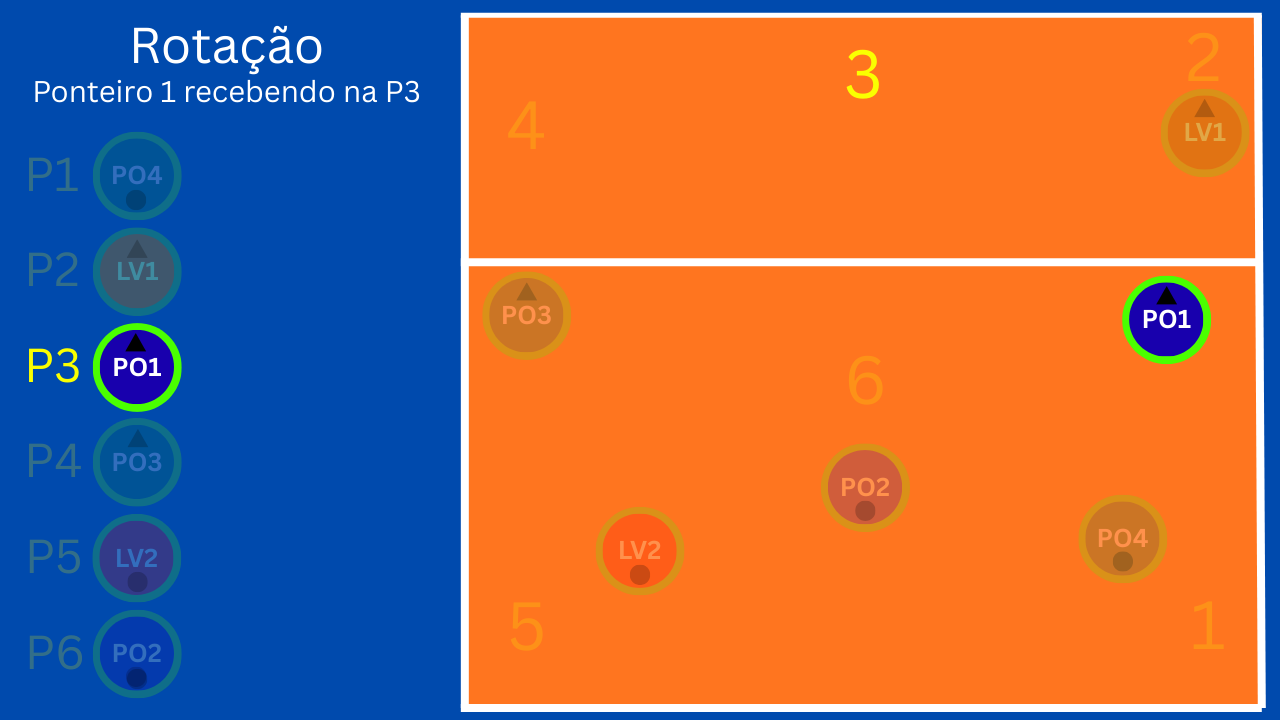 Rotação
Ponteiro 1 recebendo na P3
P1 PO4
P2 LV1
P3 PO1
P4 PO3
P5 LV2
P6 PO2
3
2
4
LV1
PO3
PO1
6
PO2
PO4
LV2
5
1